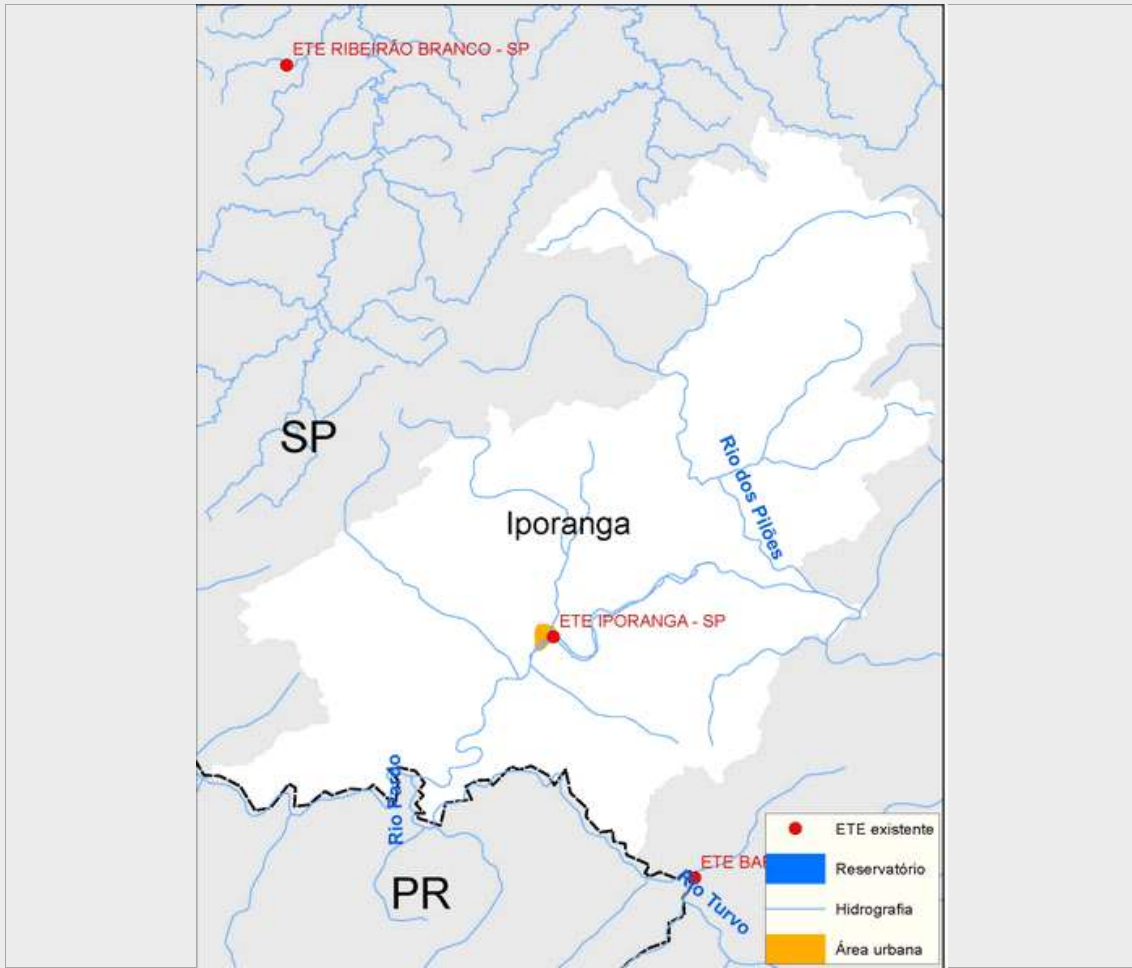 ETE RIBEIRÃO BRANCO - SP
SP
Rio dos Pilões
Iporanga
ETE IPORANGA - SP
Rio Pardo
PR
ETE
Rio Turvo
ETE existente
Reservatório
Hidrografia
Área urbana